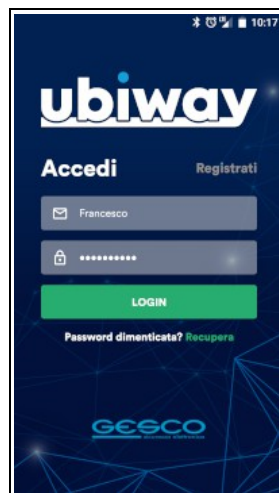 10:17
ubiway
Accedi Registrati
Francesco
••••••••••
LOGIN
Password dimenticata? Recupera
GESCO